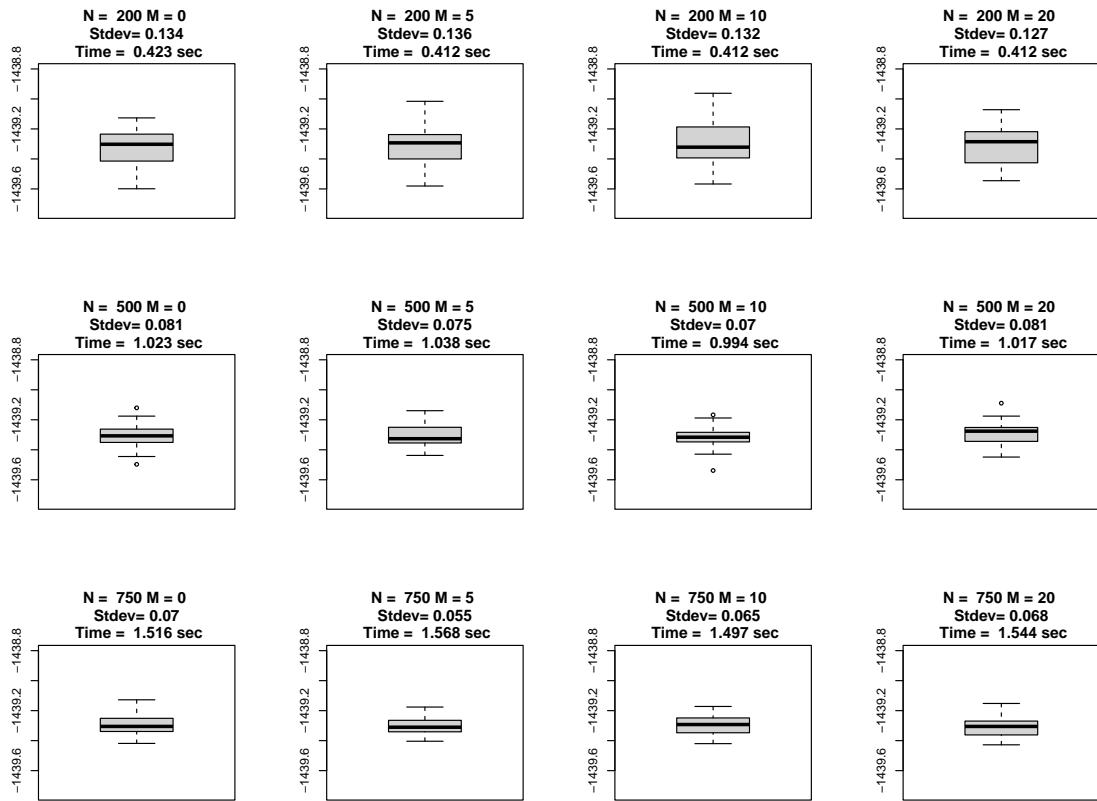 N = 200 M = 0
Stdev= 0.134
Time = 0.423 sec
−1438.8
−1439.2
−1439.6
N = 200 M = 5
Stdev= 0.136
Time = 0.412 sec
−1438.8
−1439.2
−1439.6
N = 200 M = 10
Stdev= 0.132
Time = 0.412 sec
−1438.8
−1439.2
−1439.6
N = 200 M = 20
Stdev= 0.127
Time = 0.412 sec
−1438.8
−1439.2
−1439.6
N = 500 M = 0
Stdev= 0.081
Time = 1.023 sec
−1438.8
−1439.2
−1439.6
N = 500 M = 5
Stdev= 0.075
Time = 1.038 sec
−1438.8
−1439.2
−1439.6
N = 500 M = 10
Stdev= 0.07
Time = 0.994 sec
−1438.8
−1439.2
−1439.6
N = 500 M = 20
Stdev= 0.081
Time = 1.017 sec
−1438.8
−1439.2
−1439.6
N = 750 M = 0
Stdev= 0.07
Time = 1.516 sec
−1438.8
−1439.2
−1439.6
N = 750 M = 5
Stdev= 0.055
Time = 1.568 sec
−1438.8
−1439.2
−1439.6
N = 750 M = 10
Stdev= 0.065
Time = 1.497 sec
−1438.8
−1439.2
−1439.6
N = 750 M = 20
Stdev= 0.068
Time = 1.544 sec
−1438.8
−1439.2
−1439.6